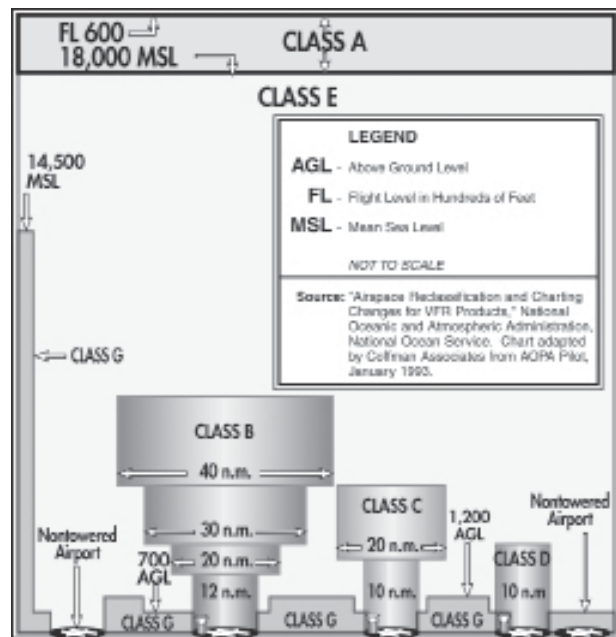 FL 600
18,000 MSL
CLASS A
CLASS E
14,500
MSL
LEGEND
AGL - Above Ground Level
FL - Flight Level in Hundreds of Feet
MSL - Mean Sea Level
NOT TO SCALE
Source: "Airspace Reclassification and Charting
Changes for VFR Products," National
Oceanic and Atmospheric Administration,
National Ocean Service. Chart adapted
by Coffman Associates from AOPA Pilot,
January 1993.
CLASS G
CLASS B
40 n.m.
30 n.m.
20 n.m.
12 n.m.
CLASS C
20 n.m.
10 n.m.
CLASS D
10 n.m
Nontowered
Airport
700
AGL
1,200
AGL
Nontowered
Airport
CLASS G
CLASS G
CLASS G